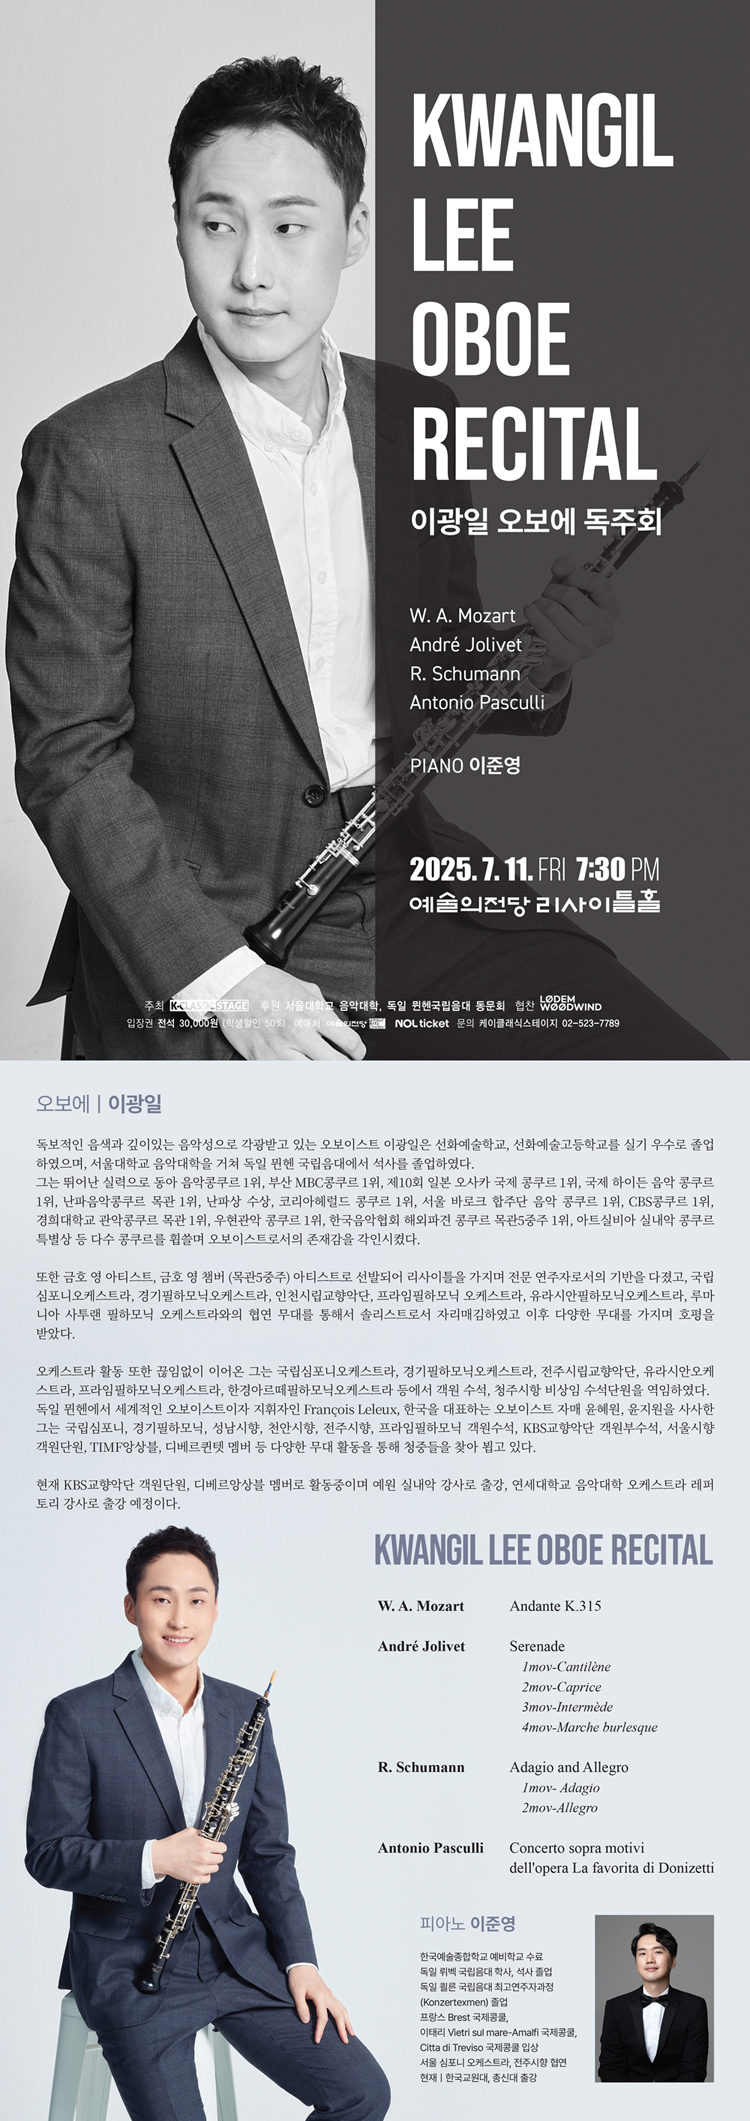 KWANGIL
LEE
OBOE
RECITAL
이광일 오보에 독주회
W. A. Mozart
André Jolivet
R. Schumann
Antonio Pasculli
PIANO 이준영
2025. 7. 11. FRI 7:30 PM
예술의전당 리사이틀홀
주최 K-CLASSIC STAGE 후원 서울대학교 음악대학, 독일 뮌헨국립음대 동문회 협찬 LØDEM WØØDWIND
입장권 전석 30,000원 (학생할인 50%) 예매처 예술의전당 NOL ticket 문의 케이클래식스테이지 02-523-7789
오보에 | 이광일
독보적인 음색과 깊이있는 음악성으로 각광받고 있는 오보이스트 이광일은 선화예술학교, 선화예술고등학교를 실기 우수로 졸업
하였으며, 서울대학교 음악대학을 거쳐 독일 뮌헨 국립음대에서 석사를 졸업하였다.
그는 뛰어난 실력으로 동아 음악콩쿠르 1위, 부산 MBC콩쿠르 1위, 제10회 일본 오사카 국제 콩쿠르 1위, 국제 하이든 음악 콩쿠르
1위, 난파음악콩쿠르 목관 1위, 난파상 수상, 코리아헤럴드 콩쿠르 1위, 서울 바로크 합주단 음악 콩쿠르 1위, CBS콩쿠르 1위,
경희대학교 관악콩쿠르 목관 1위, 우현관악 콩쿠르 1위, 한국음악협회 해외파견 콩쿠르 목관5중주 1위, 아트실비아 실내악 콩쿠르
특별상 등 다수 콩쿠르를 휩쓸며 오보이스트로서의 존재감을 각인시켰다.
또한 금호 영 아티스트, 금호 영 챔버 (목관5중주) 아티스트로 선발되어 리사이틀을 가지며 전문 연주자로서의 기반을 다졌고, 국립
심포니오케스트라, 경기필하모닉오케스트라, 인천시립교향악단, 프라임필하모닉 오케스트라, 유라시안필하모닉오케스트라, 루마
니아 사투랜 필하모닉 오케스트라와의 협연 무대를 통해서 솔리스트로서 자리매김하였고 이후 다양한 무대를 가지며 호평을
받았다.
오케스트라 활동 또한 끊임없이 이어온 그는 국립심포니오케스트라, 경기필하모닉오케스트라, 전주시립교향악단, 유라시안오케
스트라, 프라임필하모닉오케스트라, 한경아르떼필하모닉오케스트라 등에서 객원 수석, 청주시향 비상임 수석단원을 역임하였다.
독일 뮌헨에서 세계적인 오보이스트이자 지휘자인 François Leleux, 한국을 대표하는 오보이스트 자매 윤혜원, 윤지원을 사사한
그는 국립심포니, 경기필하모닉, 성남시향, 천안시향, 전주시향, 프라임필하모닉 객원수석, KBS교향악단 객원부수석, 서울시향
객원단원, TIMF앙상블, 디베르퀸텟 멤버 등 다양한 무대 활동을 통해 청중들을 찾아 뵙고 있다.
현재 KBS교향악단 객원단원, 디베르앙상블 멤버로 활동중이며 예원 실내악 강사로 출강, 연세대학교 음악대학 오케스트라 레퍼
토리 강사로 출강 예정이다.
KWANGIL LEE OBOE RECITAL
W. A. Mozart Andante K.315
André Jolivet Serenade
1mov-Cantilène
2mov-Caprice
3mov-Intermède
4mov-Marche burlesque
R. Schumann Adagio and Allegro
1mov- Adagio
2mov-Allegro
Antonio Pasculli Concerto sopra motivi
dell'opera La favorita di Donizetti
피아노 이준영
한국예술종합학교 예비학교 수료
독일 뤼벡 국립음대 학사, 석사 졸업
독일 쾰른 국립음대 최고연주자과정
(Konzertexmen) 졸업
프랑스 Brest 국제콩쿨,
이태리 Vietri sul mare-Amalfi 국제콩쿨,
Citta di Treviso 국제콩쿨 입상
서울 심포니 오케스트라, 전주시향 협연
현재 | 한국교원대, 총신대 출강